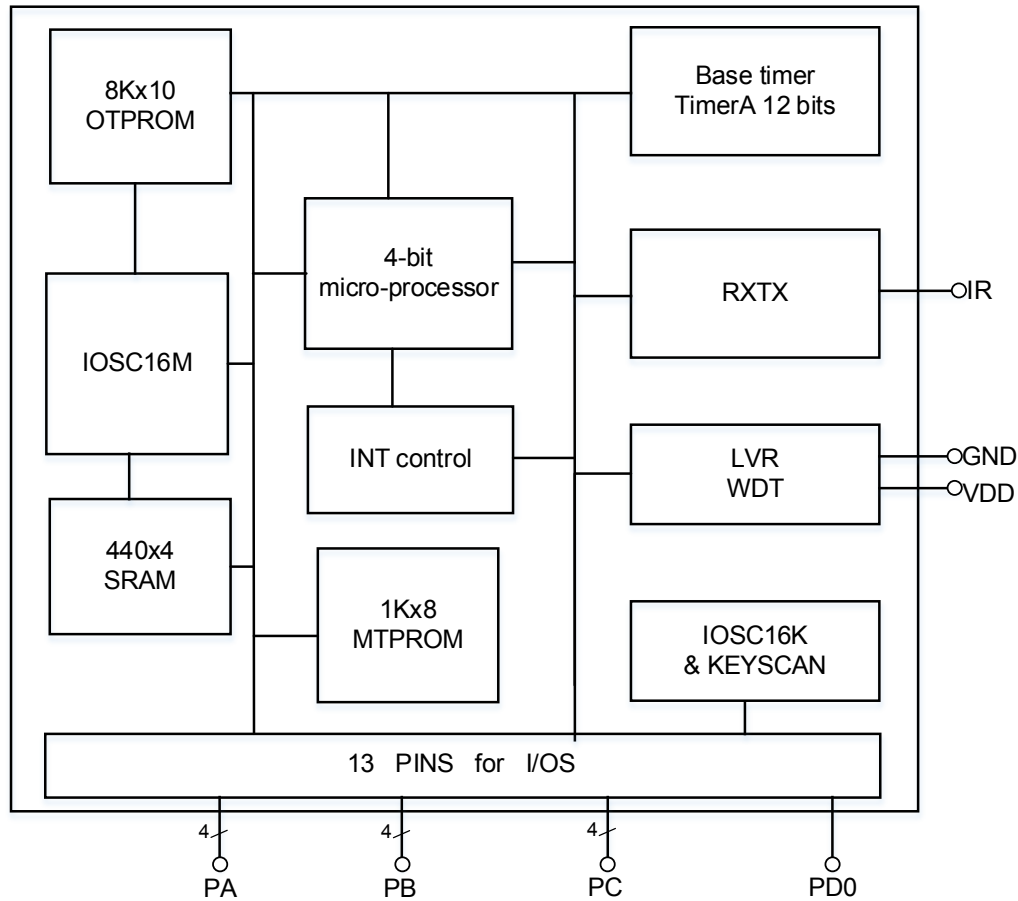 8Kx10
OTPROM
Base timer
TimerA 12 bits
4-bit
micro-processor
RXTX
IR
IOSC16M
INT control
LVR
WDT
GND
VDD
440x4
SRAM
1Kx8
MTPROM
IOSC16K
& KEYSCAN
13 PINS for I/OS
4
4
4
PA
PB
PC
PD0